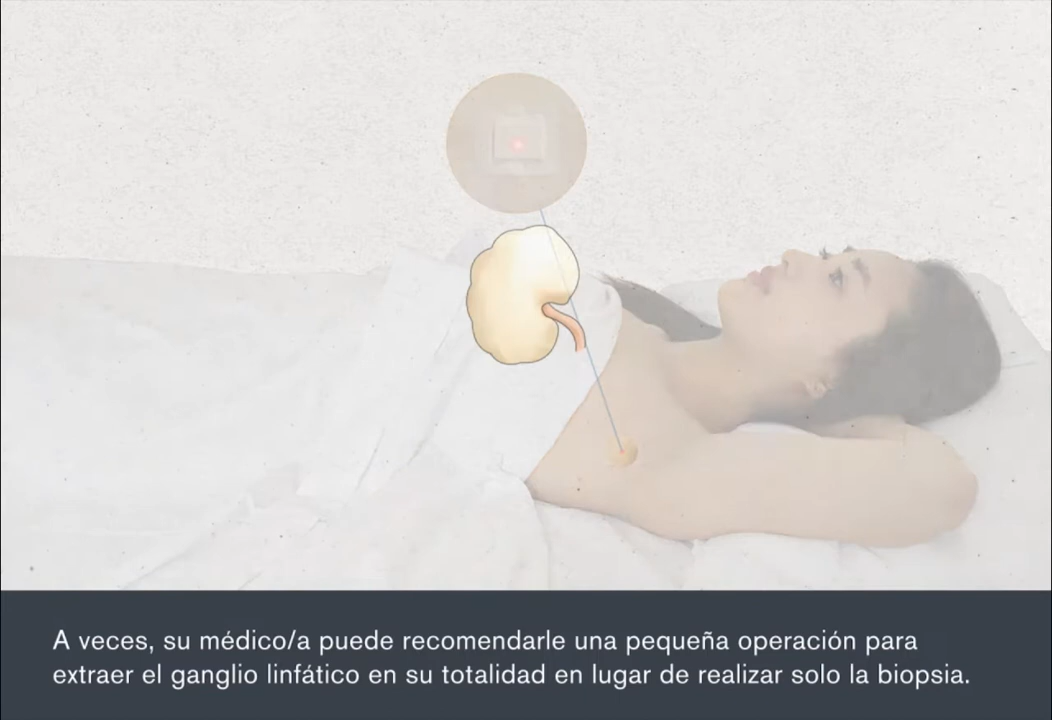 A veces, su médico/a puede recomendarle una pequeña operación para
extraer el ganglio linfático en su totalidad en lugar de realizar solo la biopsia.